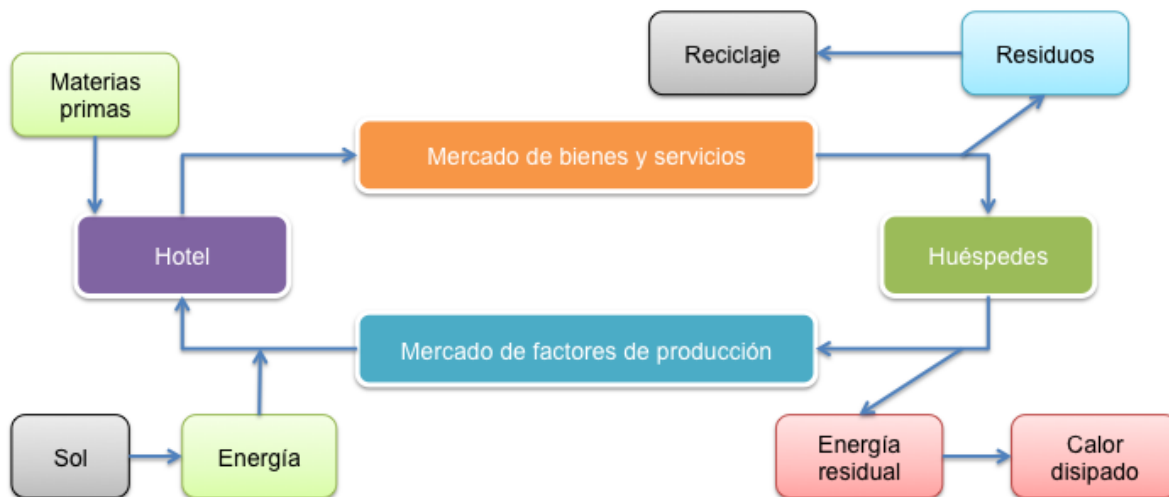 Reciclaje
Residuos
Materias
primas
Mercado de bienes y servicios
Hotel
Huéspedes
Mercado de factores de producción
Sol
Energía
Energía
residual
Calor
disipado